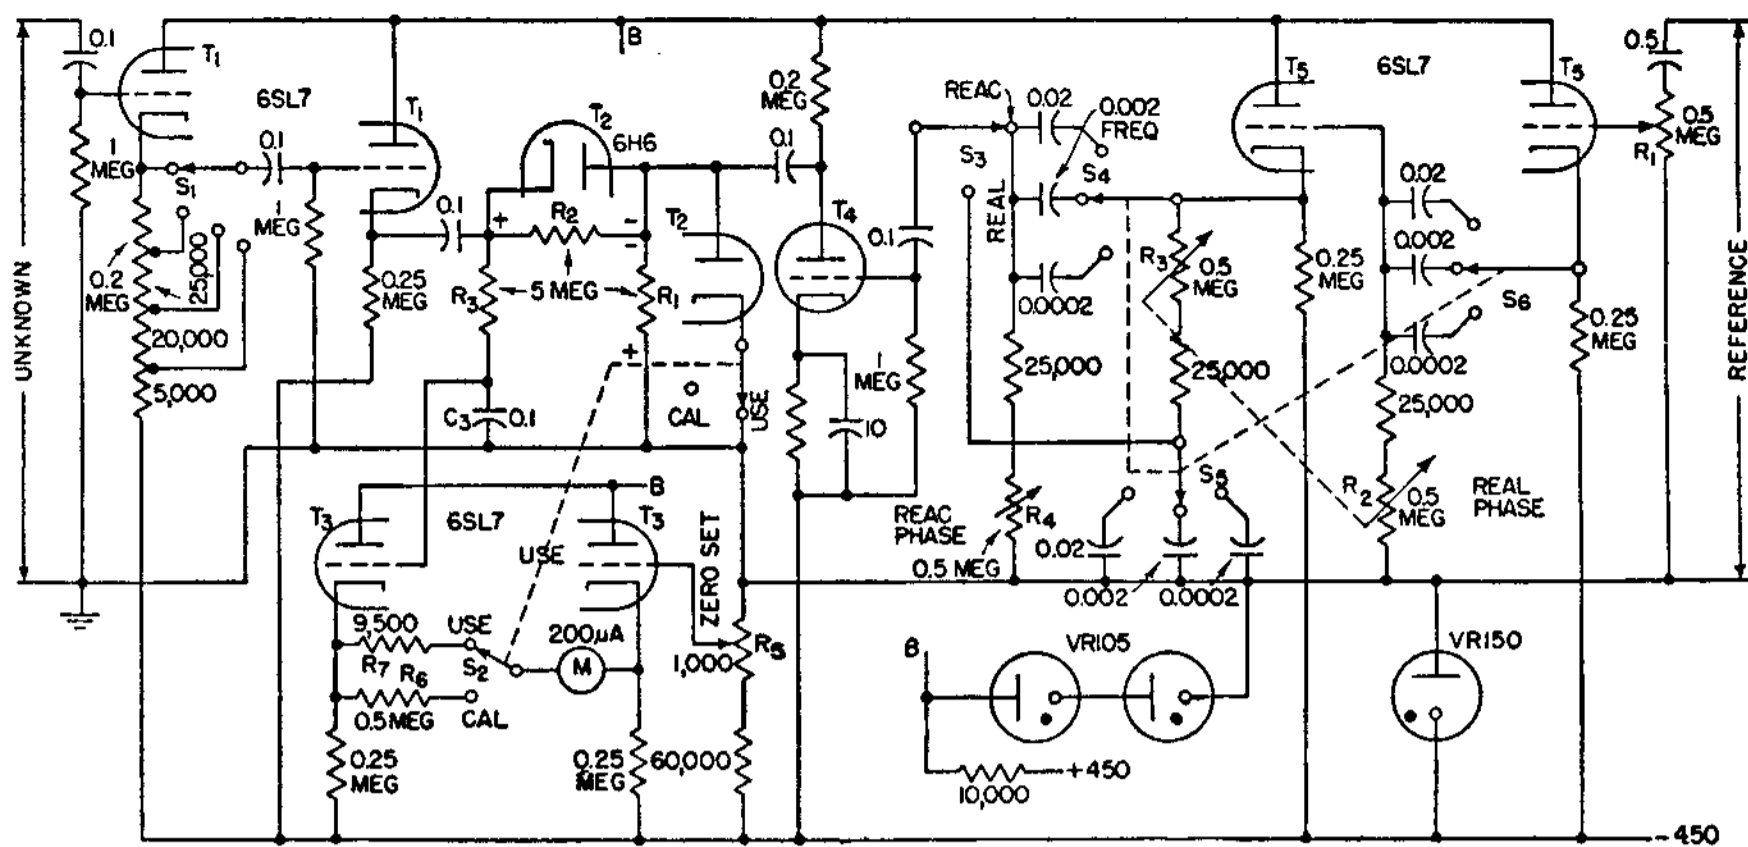 UNKNOWN
0.1
T1
6SL7
1 MEG
S1
0.1
0.2 MEG
25,000
20,000
5,000
1 MEG
T1
0.25 MEG
0.1
B
T2
6H6
+
R2
-
-
R3
5 MEG
R1
+
C3
0.1
T2
CAL
USE
0.2 MEG
0.1
T4
0.1
1 MEG
10
REAC
S3
REAL
0.02
0.002 FREQ
S4
0.0002
25,000
REAC PHASE
R4
0.5 MEG
R3
0.5 MEG
25,000
S5
0.02
0.002
0.0002
T5
6SL7
T5
0.25 MEG
0.02
0.002
S6
0.0002
25,000
R2
0.5 MEG
REAL PHASE
0.25 MEG
0.5
0.5 MEG
R1
REFERENCE
B
T3
6SL7
T3
USE
ZERO SET
9,500
R7
USE
S2
R6
0.5 MEG
CAL
200µA
M
1,000
R5
0.25 MEG
0.25 MEG
60,000
B
VR105
10,000
+450
VR150
-450